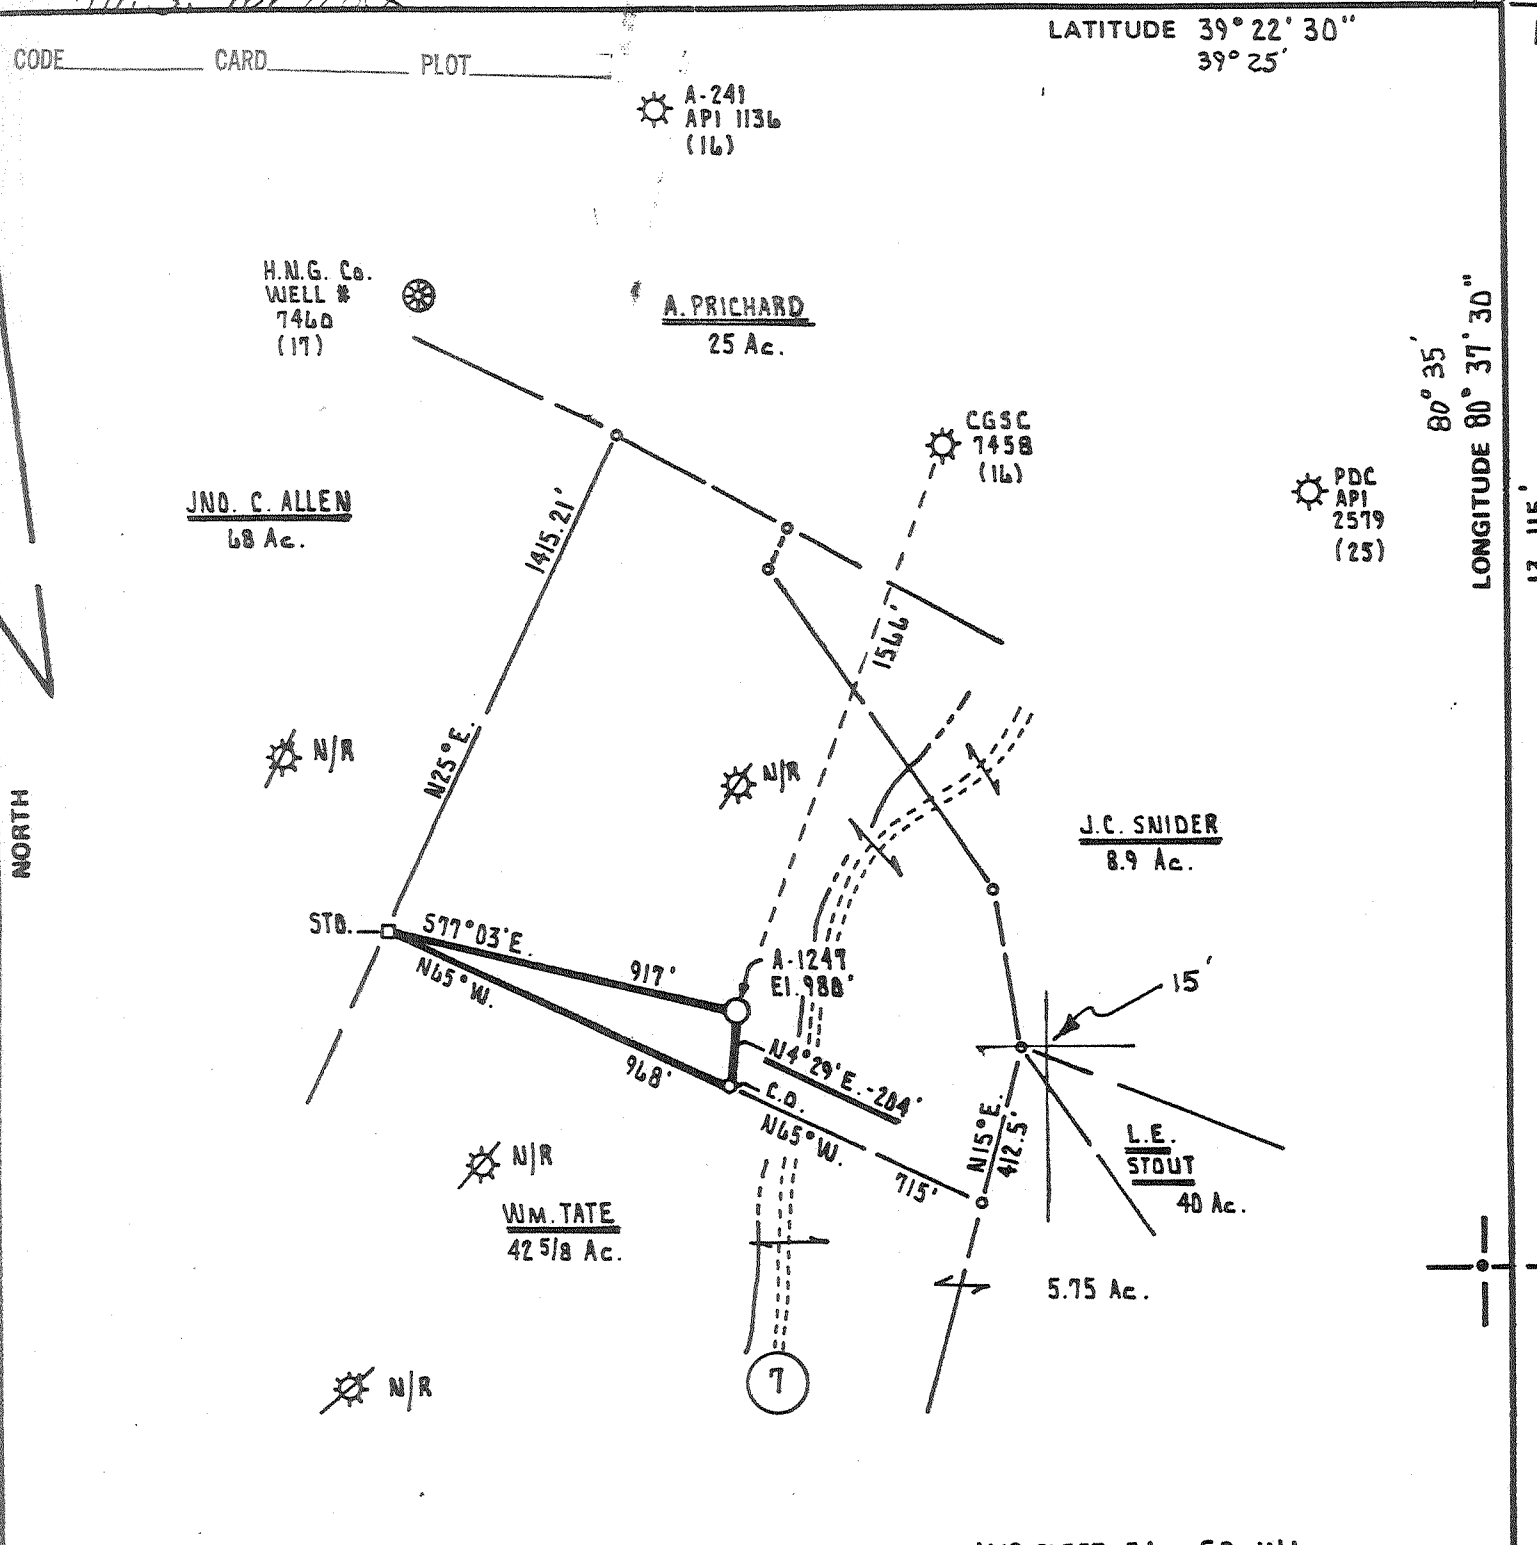 LATITUDE 39° 22' 30"
39° 25'
CODE CARD PLOT
A-241
API 1136
(16)
H.N.G. Co.
WELL #
7460
(17)
A. PRICHARD
25 Ac.
80° 35'
LONGITUDE 80° 37' 30"
CGSC
7458
(16)
PDC
API
2579
(25)
JNO. C. ALLEN
68 Ac.
1415.21'
N25°E.
1566'
N/R
N/R
NORTH
J.C. SNIDER
8.9 Ac.
STD.
S77°03'E.
917'
A-1247
El. 980'
N65°W.
968'
15'
N4°29'E.-204'
C.O.
N65°W.
715'
N15°E.
412.5'
L.E.
STOUT
40 Ac.
N/R
WM. TATE
42 5/8 Ac.
5.75 Ac.
7
N/R